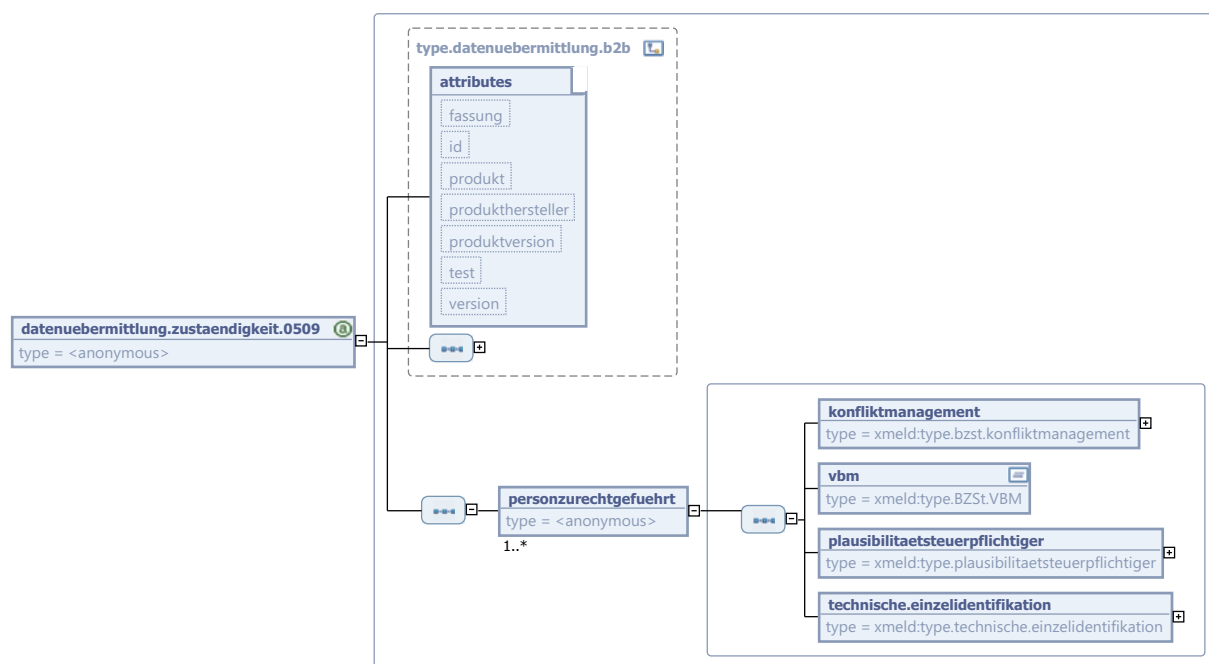 type.datenuebermittlung.b2b
attributes
fassung
id
produkt
produkthersteller
produktversion
test
version
datenuebermittlung.zustaendigkeit.0509
type = <anonymous>
personzurechtgefuehrt
type = <anonymous>
1..*
konfliktmanagement
type = xmeld:type.bzst.konfliktmanagement
vbm
type = xmeld:type.BZSt.VBM
plausibilitaetsteuerpflichtiger
type = xmeld:type.plausibilitaetsteuerpflichtiger
technische.einzelidentifikation
type = xmeld:type.technische.einzelidentifikation